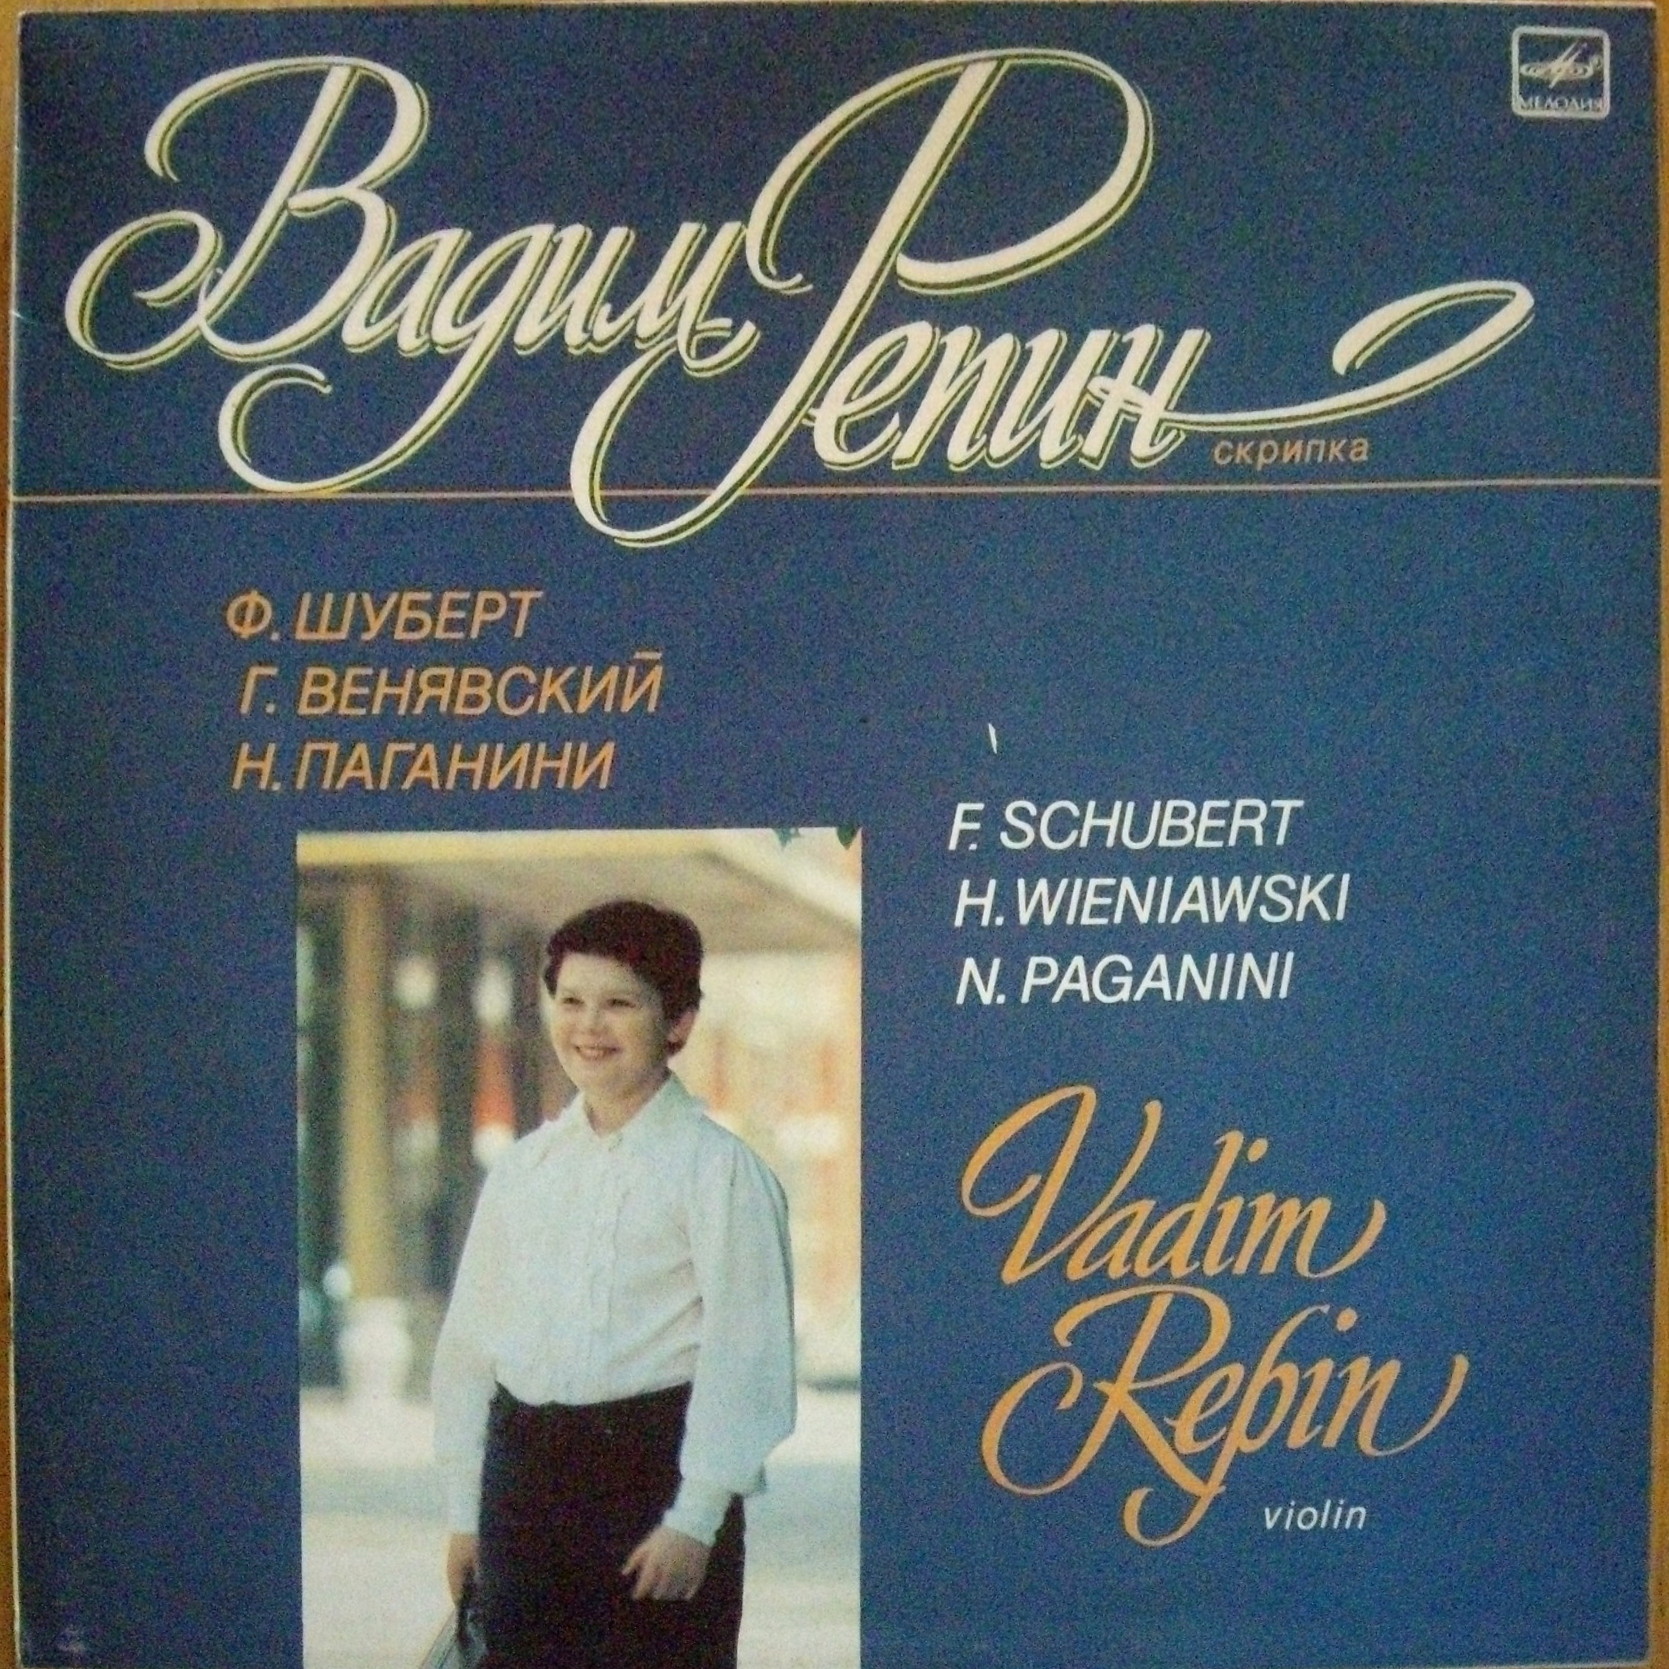 МЕЛОДИЯ
Вадим Репин
скрипка
Ф. ШУБЕРТ
Г. ВЕНЯВСКИЙ
Н. ПАГАНИНИ
F. SCHUBERT
H. WIENIAWSKI
N. PAGANINI
Vadim
Repin
violin